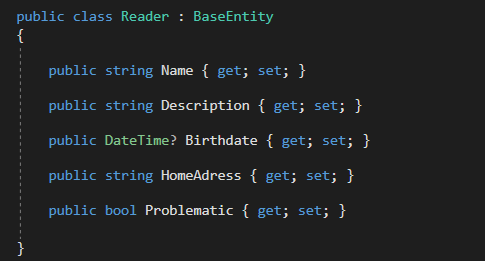 public class Reader : BaseEntity
{
public string Name { get; set; }
public string Description { get; set; }
public DateTime? Birthdate { get; set; }
public string HomeAdress { get; set; }
public bool Problematic { get; set; }
}